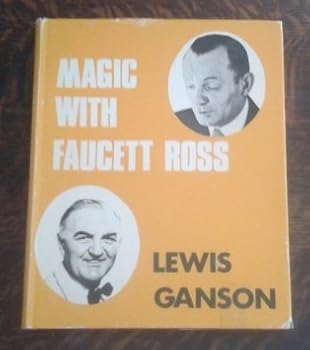 MAGIC
WITH
FAUCETT ROSS
LEWIS
GANSON